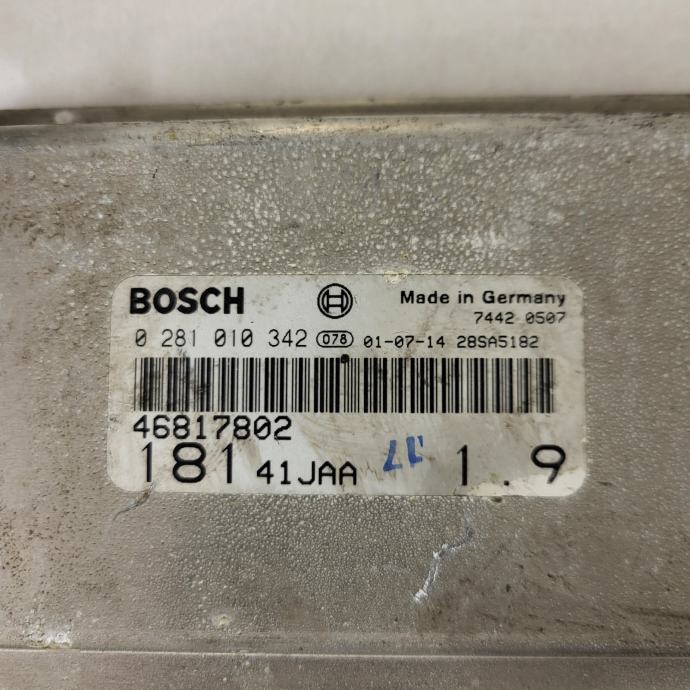 BOSCH Made in Germany
7442 0507
0 281 010 342 078 01-07-14 28SA5182
46817802
181 41JAA .17 1.9